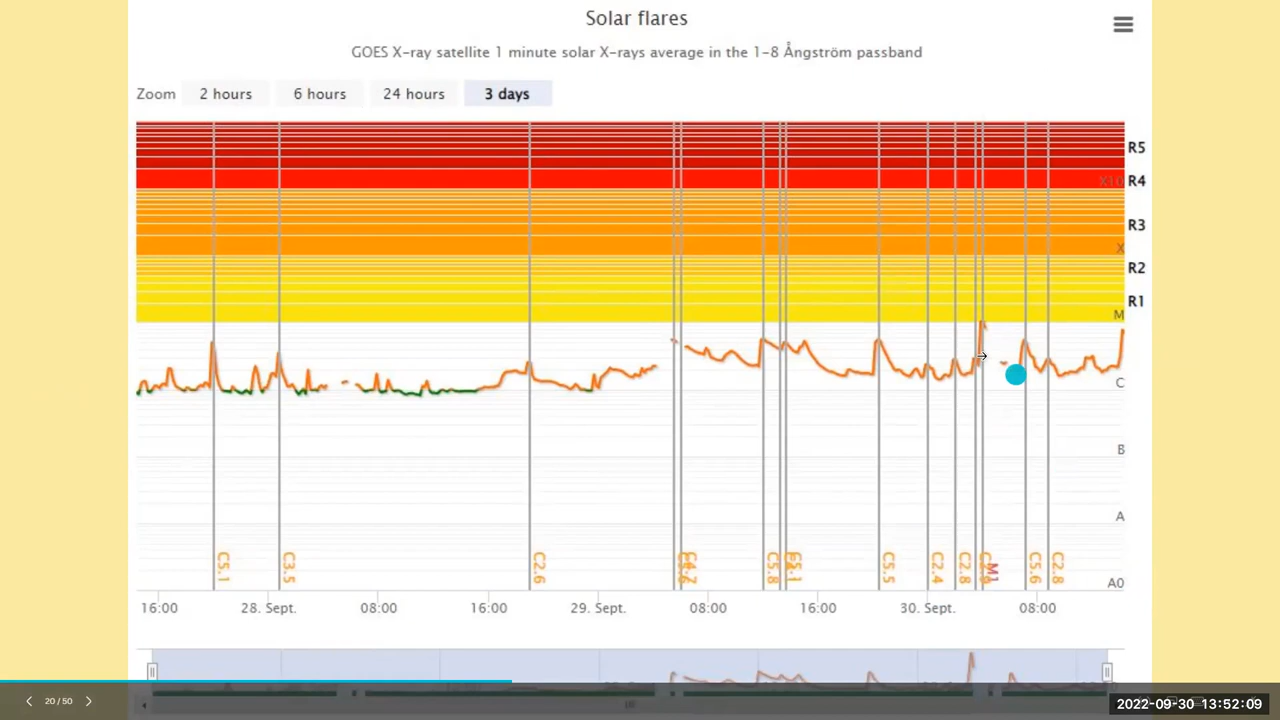 Solar flares
GOES X-ray satellite 1 minute solar X-rays average in the 1-8 Ångström passband
Zoom 2 hours 6 hours 24 hours 3 days
R5
X10 R4
R3
X
R2
R1
M
C
B
A
A0
C5.1 C3.5 C2.6 C5.8 C5.5 C2.4 C2.8 M1 C5.6 C2.8
16:00 28. Sept. 08:00 16:00 29. Sept. 08:00 16:00 30. Sept. 08:00
20 / 50
2022-09-30 13:52:09